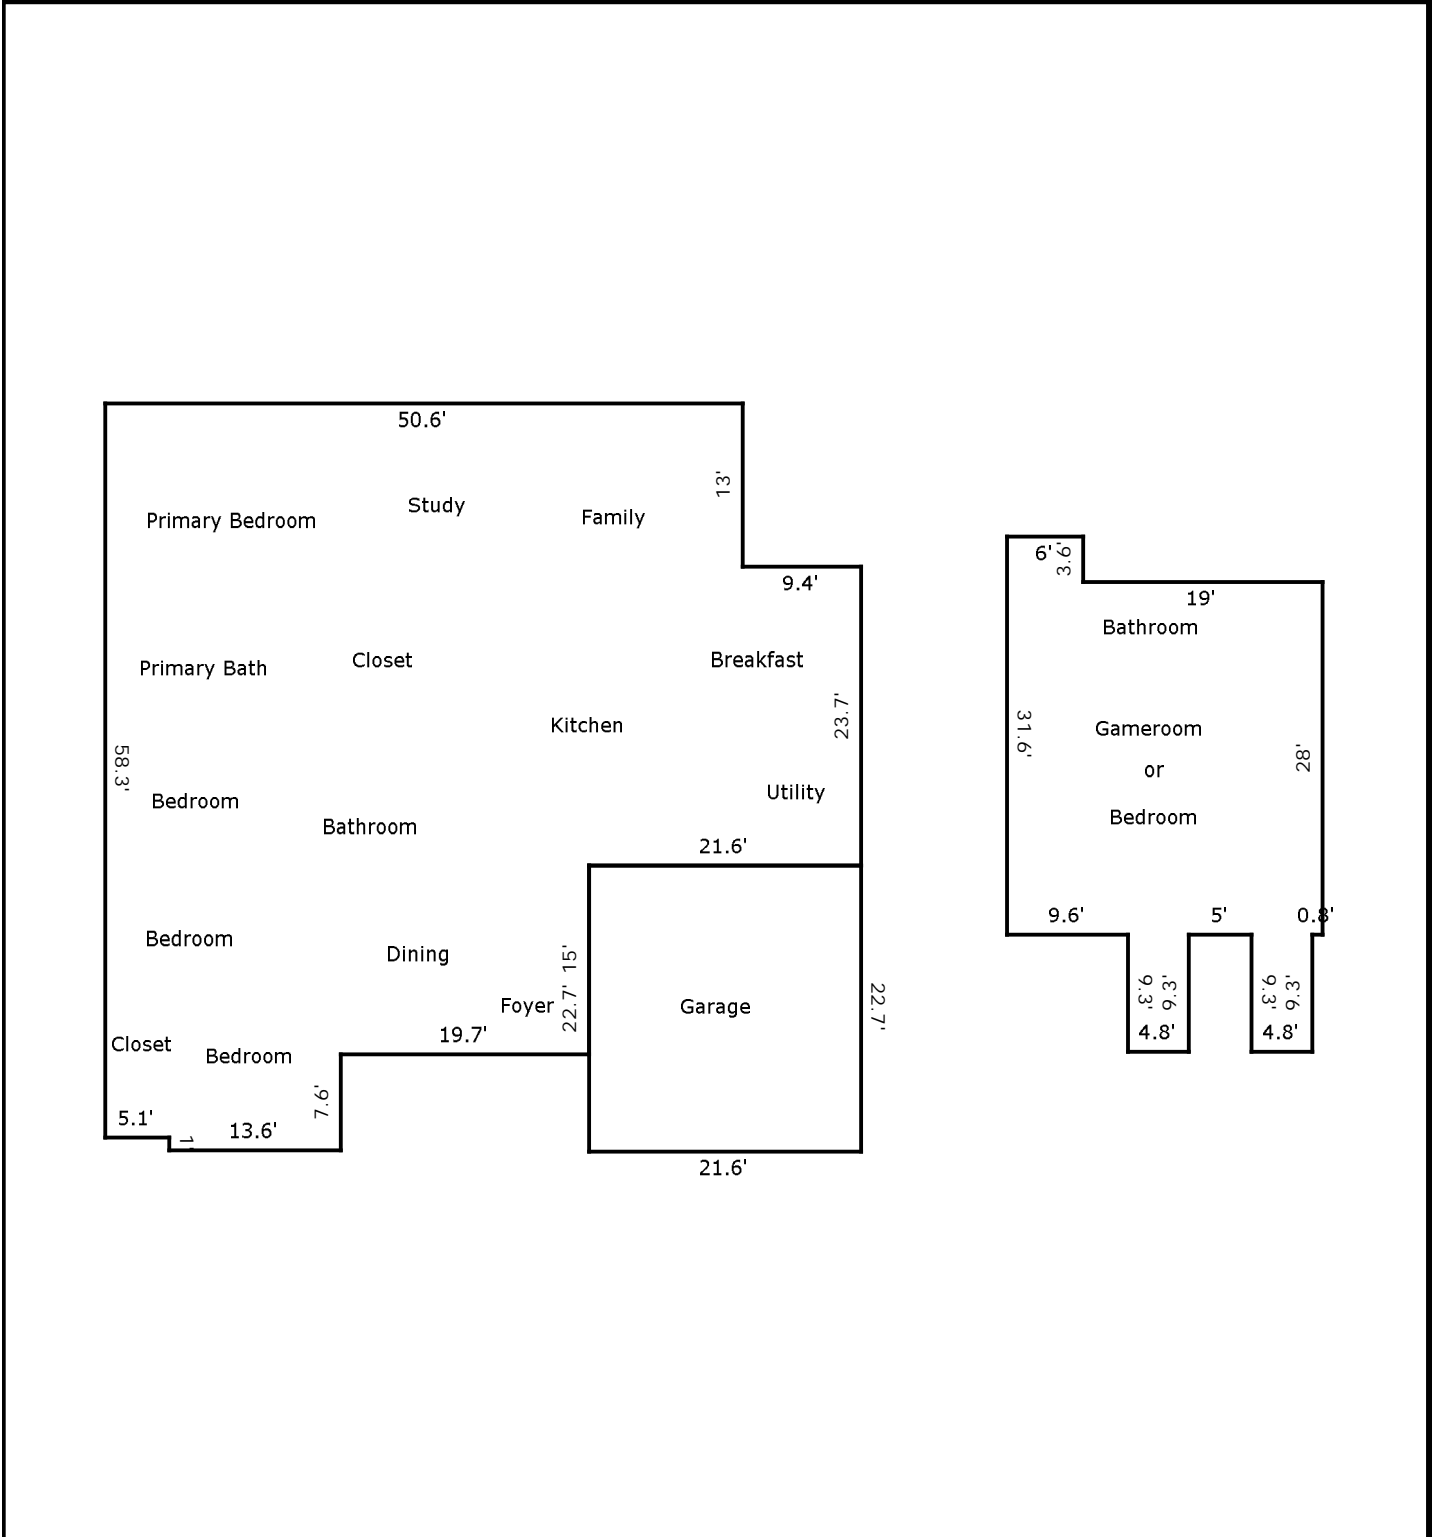 50.6'
13'
Study
Family
Primary Bedroom
6'
3.6'
9.4'
19'
Bathroom
Primary Bath
Closet
Breakfast
23.7'
Kitchen
31.6'
Gameroom
or
28'
58.3'
Bedroom
Utility
Bedroom
Bathroom
21.6'
9.6'
5'
0.8'
Bedroom
Dining
15'
22.7'
Foyer
Garage
22.7'
9.3'
9.3'
9.3'
9.3'
4.8'
4.8'
19.7'
Closet
Bedroom
7.6'
5.1'
1'
13.6'
21.6'